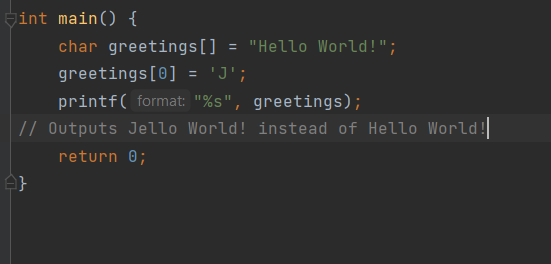 int main() {
    char greetings[] = "Hello World!";
    greetings[0] = 'J';
    printf( format: "%s", greetings);
// Outputs Jello World! instead of Hello World!
    return 0;
}